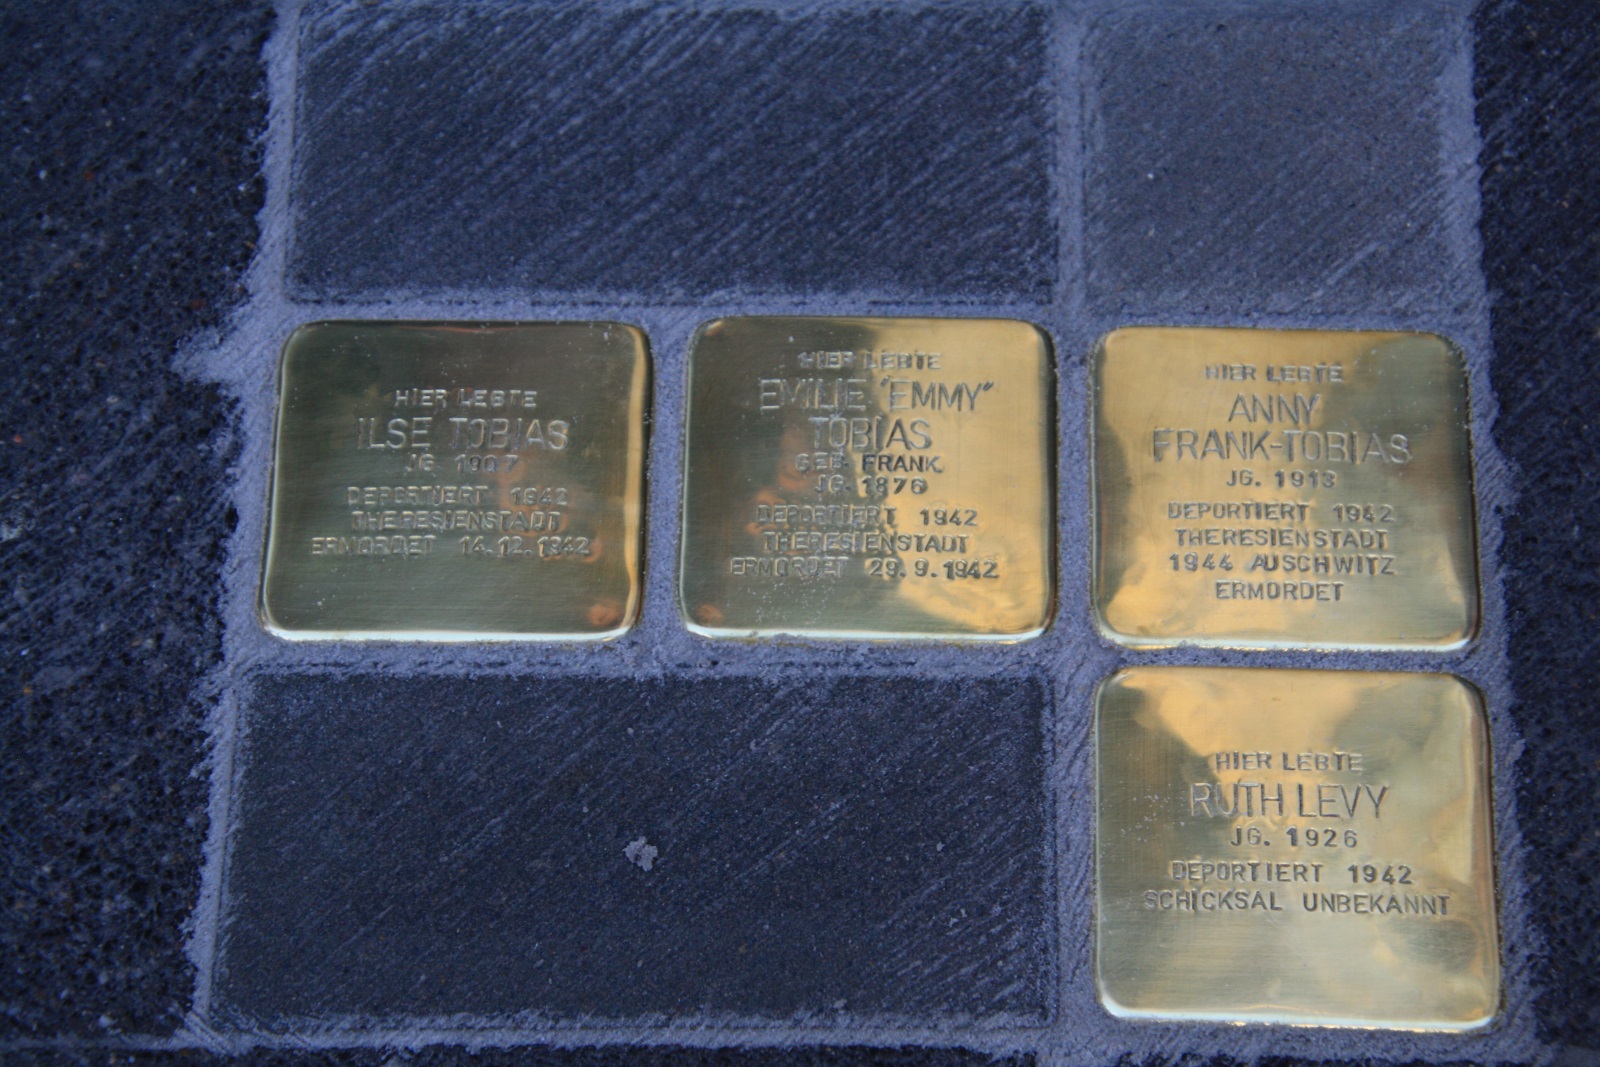 HIER LEBTE
ILSE TOBIAS
JG. 1907
DEPORTIERT 1942
THERESIENSTADT
ERMORDET 14.12.1942
HIER LEBTE
EMILIE "EMMY"
TOBIAS
GEB. FRANK
JG. 1876
DEPORTIERT 1942
THERESIENSTADT
ERMORDET 29.9.1942
HIER LEBTE
ANNY
FRANK-TOBIAS
JG. 1913
DEPORTIERT 1942
THERESIENSTADT
1944 AUSCHWITZ
ERMORDET
HIER LEBTE
RUTH LEVY
JG. 1926
DEPORTIERT 1942
SCHICKSAL UNBEKANNT